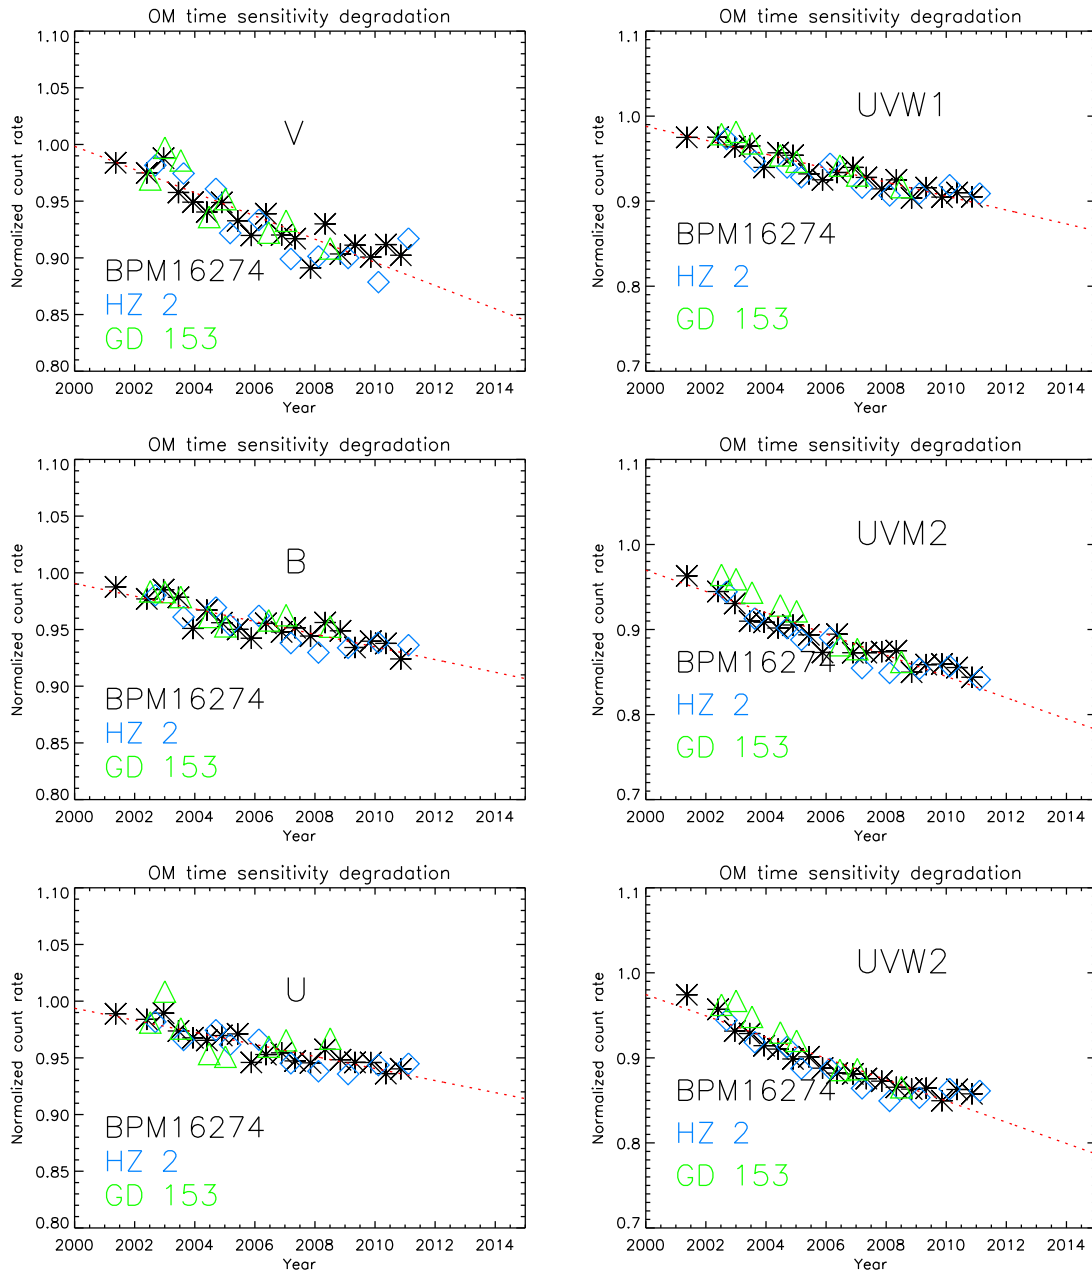 OM time sensitivity degradation
Normalized count rate
1.10
1.05
1.00
0.95
0.90
0.85
0.80
V
BPM16274
HZ 2
GD 153
2000 2002 2004 2006 2008 2010 2012 2014
Year
OM time sensitivity degradation
Normalized count rate
1.1
1.0
0.9
0.8
0.7
UVW1
BPM16274
HZ 2
GD 153
2000 2002 2004 2006 2008 2010 2012 2014
Year
OM time sensitivity degradation
Normalized count rate
1.10
1.05
1.00
0.95
0.90
0.85
0.80
B
BPM16274
HZ 2
GD 153
2000 2002 2004 2006 2008 2010 2012 2014
Year
OM time sensitivity degradation
Normalized count rate
1.1
1.0
0.9
0.8
0.7
UVM2
BPM16274
HZ 2
GD 153
2000 2002 2004 2006 2008 2010 2012 2014
Year
OM time sensitivity degradation
Normalized count rate
1.10
1.05
1.00
0.95
0.90
0.85
0.80
U
BPM16274
HZ 2
GD 153
2000 2002 2004 2006 2008 2010 2012 2014
Year
OM time sensitivity degradation
Normalized count rate
1.1
1.0
0.9
0.8
0.7
UVW2
BPM16274
HZ 2
GD 153
2000 2002 2004 2006 2008 2010 2012 2014
Year